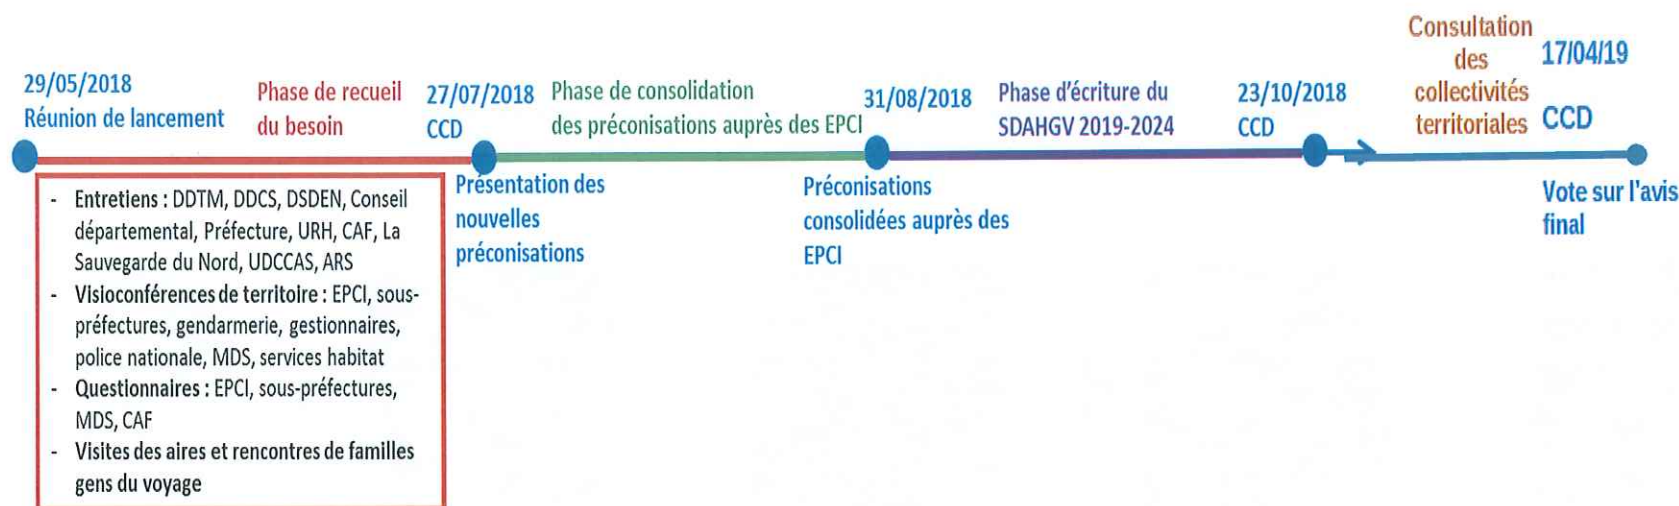 29/05/2018
Réunion de lancement
Phase de recueil
du besoin
27/07/2018
CCD
Phase de consolidation
des préconisations auprès des EPCI
31/08/2018
Phase d'écriture du
SDAHGV 2019-2024
23/10/2018
CCD
Consultation
des
collectivités
territoriales
17/04/19
CCD
- Entretiens : DDTM, DDCS, DSDEN, Conseil
départemental, Préfecture, URH, CAF, La
Sauvegarde du Nord, UDCCAS, ARS
- Visioconférences de territoire : EPCI, sous-
préfectures, gendarmerie, gestionnaires,
police nationale, MDS, services habitat
- Questionnaires : EPCI, sous-préfectures,
MDS, CAF
- Visites des aires et rencontres de familles
gens du voyage
Présentation des
nouvelles
préconisations
Préconisations
consolidées auprès des
EPCI
Vote sur l'avis
final